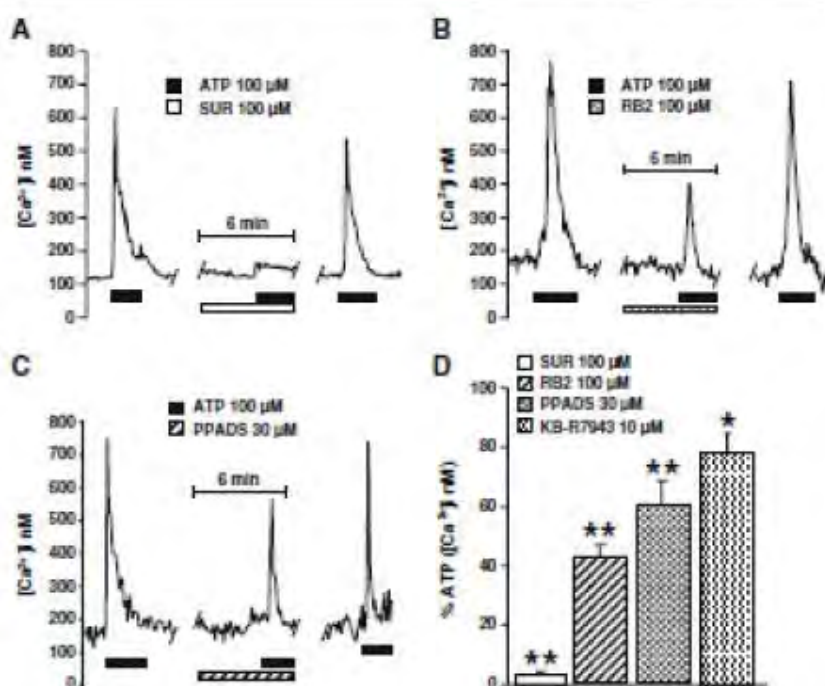 A
800
700
600
500
400
300
200
100
0
[Ca²⁺]i nM
ATP 100 µM
SUR 100 µM
6 min
B
800
700
600
500
400
300
200
100
0
[Ca²⁺]i nM
ATP 100 µM
RB2 100 µM
6 min
C
800
700
600
500
400
300
200
100
0
[Ca²⁺]i nM
ATP 100 µM
PPADS 30 µM
6 min
D
SUR 100 µM
RB2 100 µM
PPADS 30 µM
KB-R7943 10 µM
100
80
60
40
20
0
% ATP ([Ca²⁺]i nM)
**
**
**
*